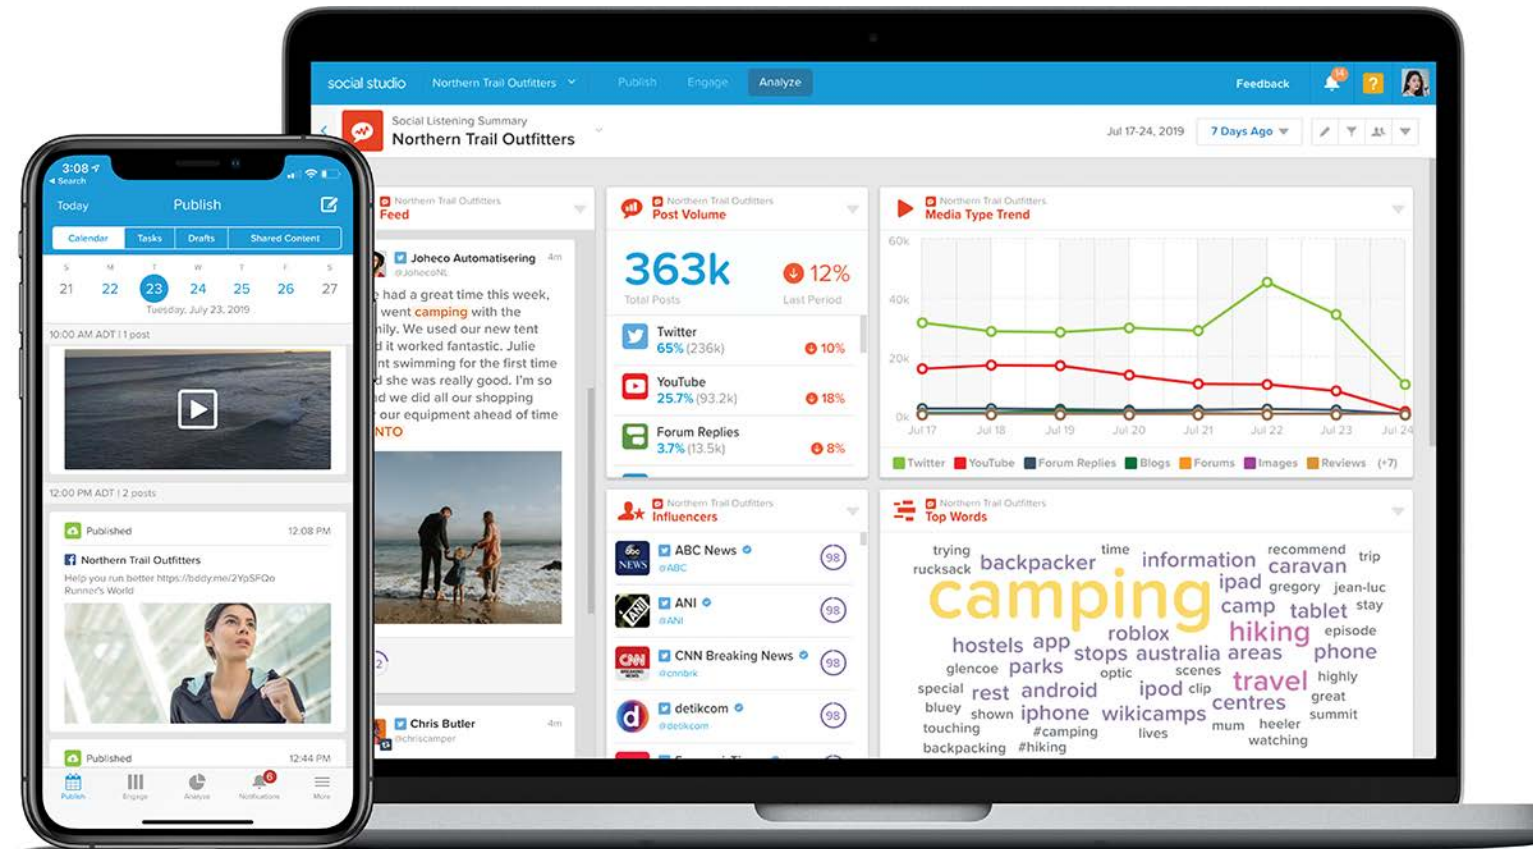 3:08
Search
Today
Publish
Calendar
Tasks
Drafts
Shared Content
S M T W T F S
21 22 23 24 25 26 27
Tuesday, July 23, 2019
10:00 AM ADT | 1 post
12:00 PM ADT | 2 posts
Published
12:08 PM
Northern Trail Outfitters
Help you run better https://bddy.me/2YpSFQo
Runner's World
Published
12:44 PM
6
Publish
Engage
Analyze
Notifications
More
social studio
Northern Trail Outfitters
Publish
Engage
Analyze
Feedback
14
?
Social Listening Summary
Northern Trail Outfitters
Jul 17-24, 2019
7 Days Ago
Northern Trail Outfitters
Feed
Joheco Automatisering
4m
@JohecoNL
had a great time this week,
went camping with the
We used our new tent
it worked fantastic. Julie
swimming for the first time
she was really good. I'm so
we did all our shopping
our equipment ahead of time
NTO
2
Chris Butler
4m
@chriscamper
Northern Trail Outfitters
Post Volume
363k
12%
Total Posts
Last Period
Twitter
65% (236k)
10%
YouTube
25.7% (93.2k)
18%
Forum Replies
3.7% (13.5k)
8%
Northern Trail Outfitters
Influencers
abc NEWS
ABC News
@ABC
98
ANI
ANI
@ANI
98
CNN
BREAKING NEWS
CNN Breaking News
@cnnbrk
98
d
detikcom
@detikcom
98
Northern Trail Outfitters
Media Type Trend
60k
40k
20k
0k
Jul 17 Jul 18 Jul 19 Jul 20 Jul 21 Jul 22 Jul 23 Jul 24
Twitter YouTube Forum Replies Blogs Forums Images Reviews (+7)
Northern Trail Outfitters
Top Words
trying time recommend trip
rucksack backpacker information caravan
camping ipad gregory jean-luc
camp tablet stay
hostels app roblox hiking episode
stops australia areas phone
glencoe parks optic scenes travel highly
special rest android ipod clip centres great
bluey shown iphone wikicamps mum heeler summit
touching #camping lives watching
backpacking #hiking